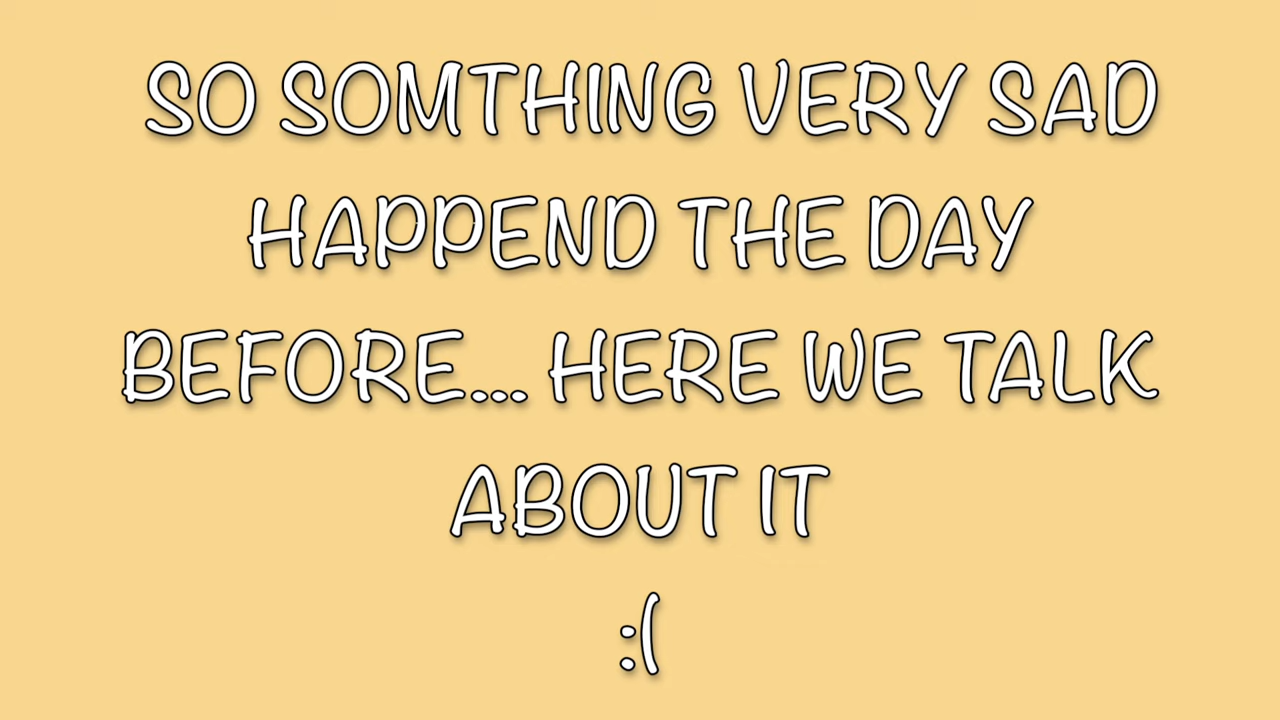 SO SOMTHING VERY SAD
HAPPEND THE DAY
BEFORE... HERE WE TALK
ABOUT IT
:(